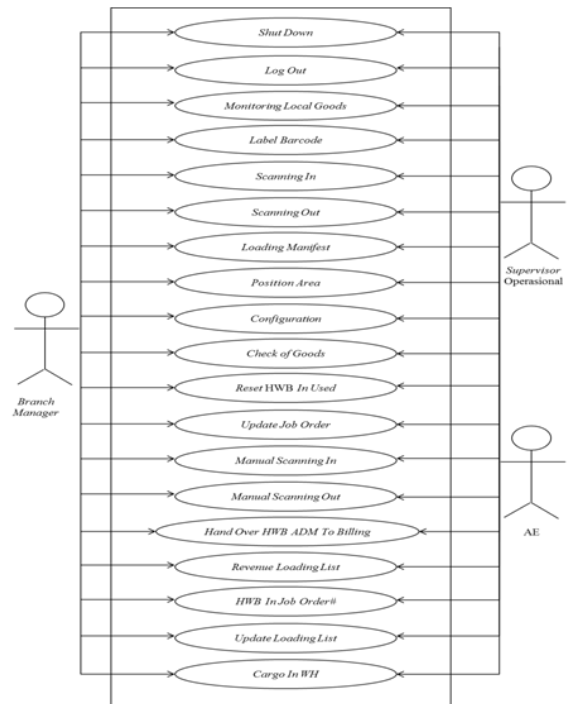 Shut Down
Log Out
Monitoring Local Goods
Label Barcode
Scanning In
Scanning Out
Loading Manifest
Supervisor
Operasional
Position Area
Configuration
Check of Goods
Reset HWB In Used
Branch
Manager
Update Job Order
Manual Scanning In
Manual Scanning Out
Hand Over HWB ADM To Billing
AE
Revenue Loading List
HWB In Job Order#
Update Loading List
Cargo In WH